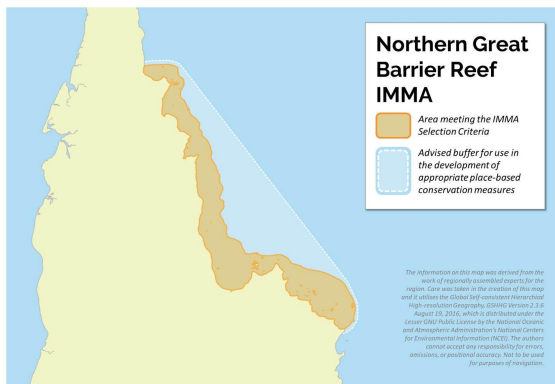 Northern Great
Barrier Reef
IMMA
Area meeting the IMMA
Selection Criteria
Advised buffer for use in
the development of
appropriate place-based
conservation measures
The information on this map was derived from the
work of regionally assembled experts for the
region. Care was taken in the creation of this map
and it utilises the Global Self-consistent Hierarchical
High-resolution Geography, GSHHG Version 2.3.6
August 19, 2016, which is distributed under the
Lesser GNU Public License by the National Oceanic
and Atmospheric Administration's National Centers
for Environmental Information (NCEI). The authors
cannot accept any responsibility for errors,
omissions, or positional accuracy. Not to be used
for purposes of navigation.